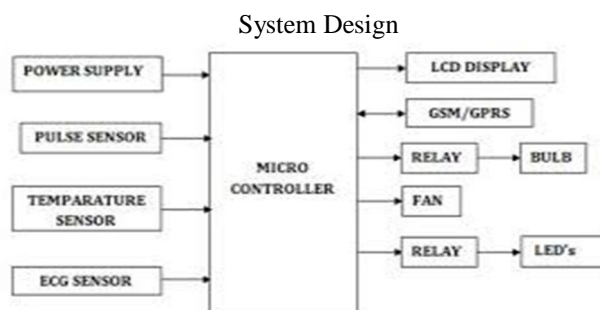 System Design
POWER SUPPLY
PULSE SENSOR
TEMPARATURE
SENSOR
ECG SENSOR
MICRO
CONTROLLER
LCD DISPLAY
GSM/GPRS
RELAY
BULB
FAN
RELAY
LED's